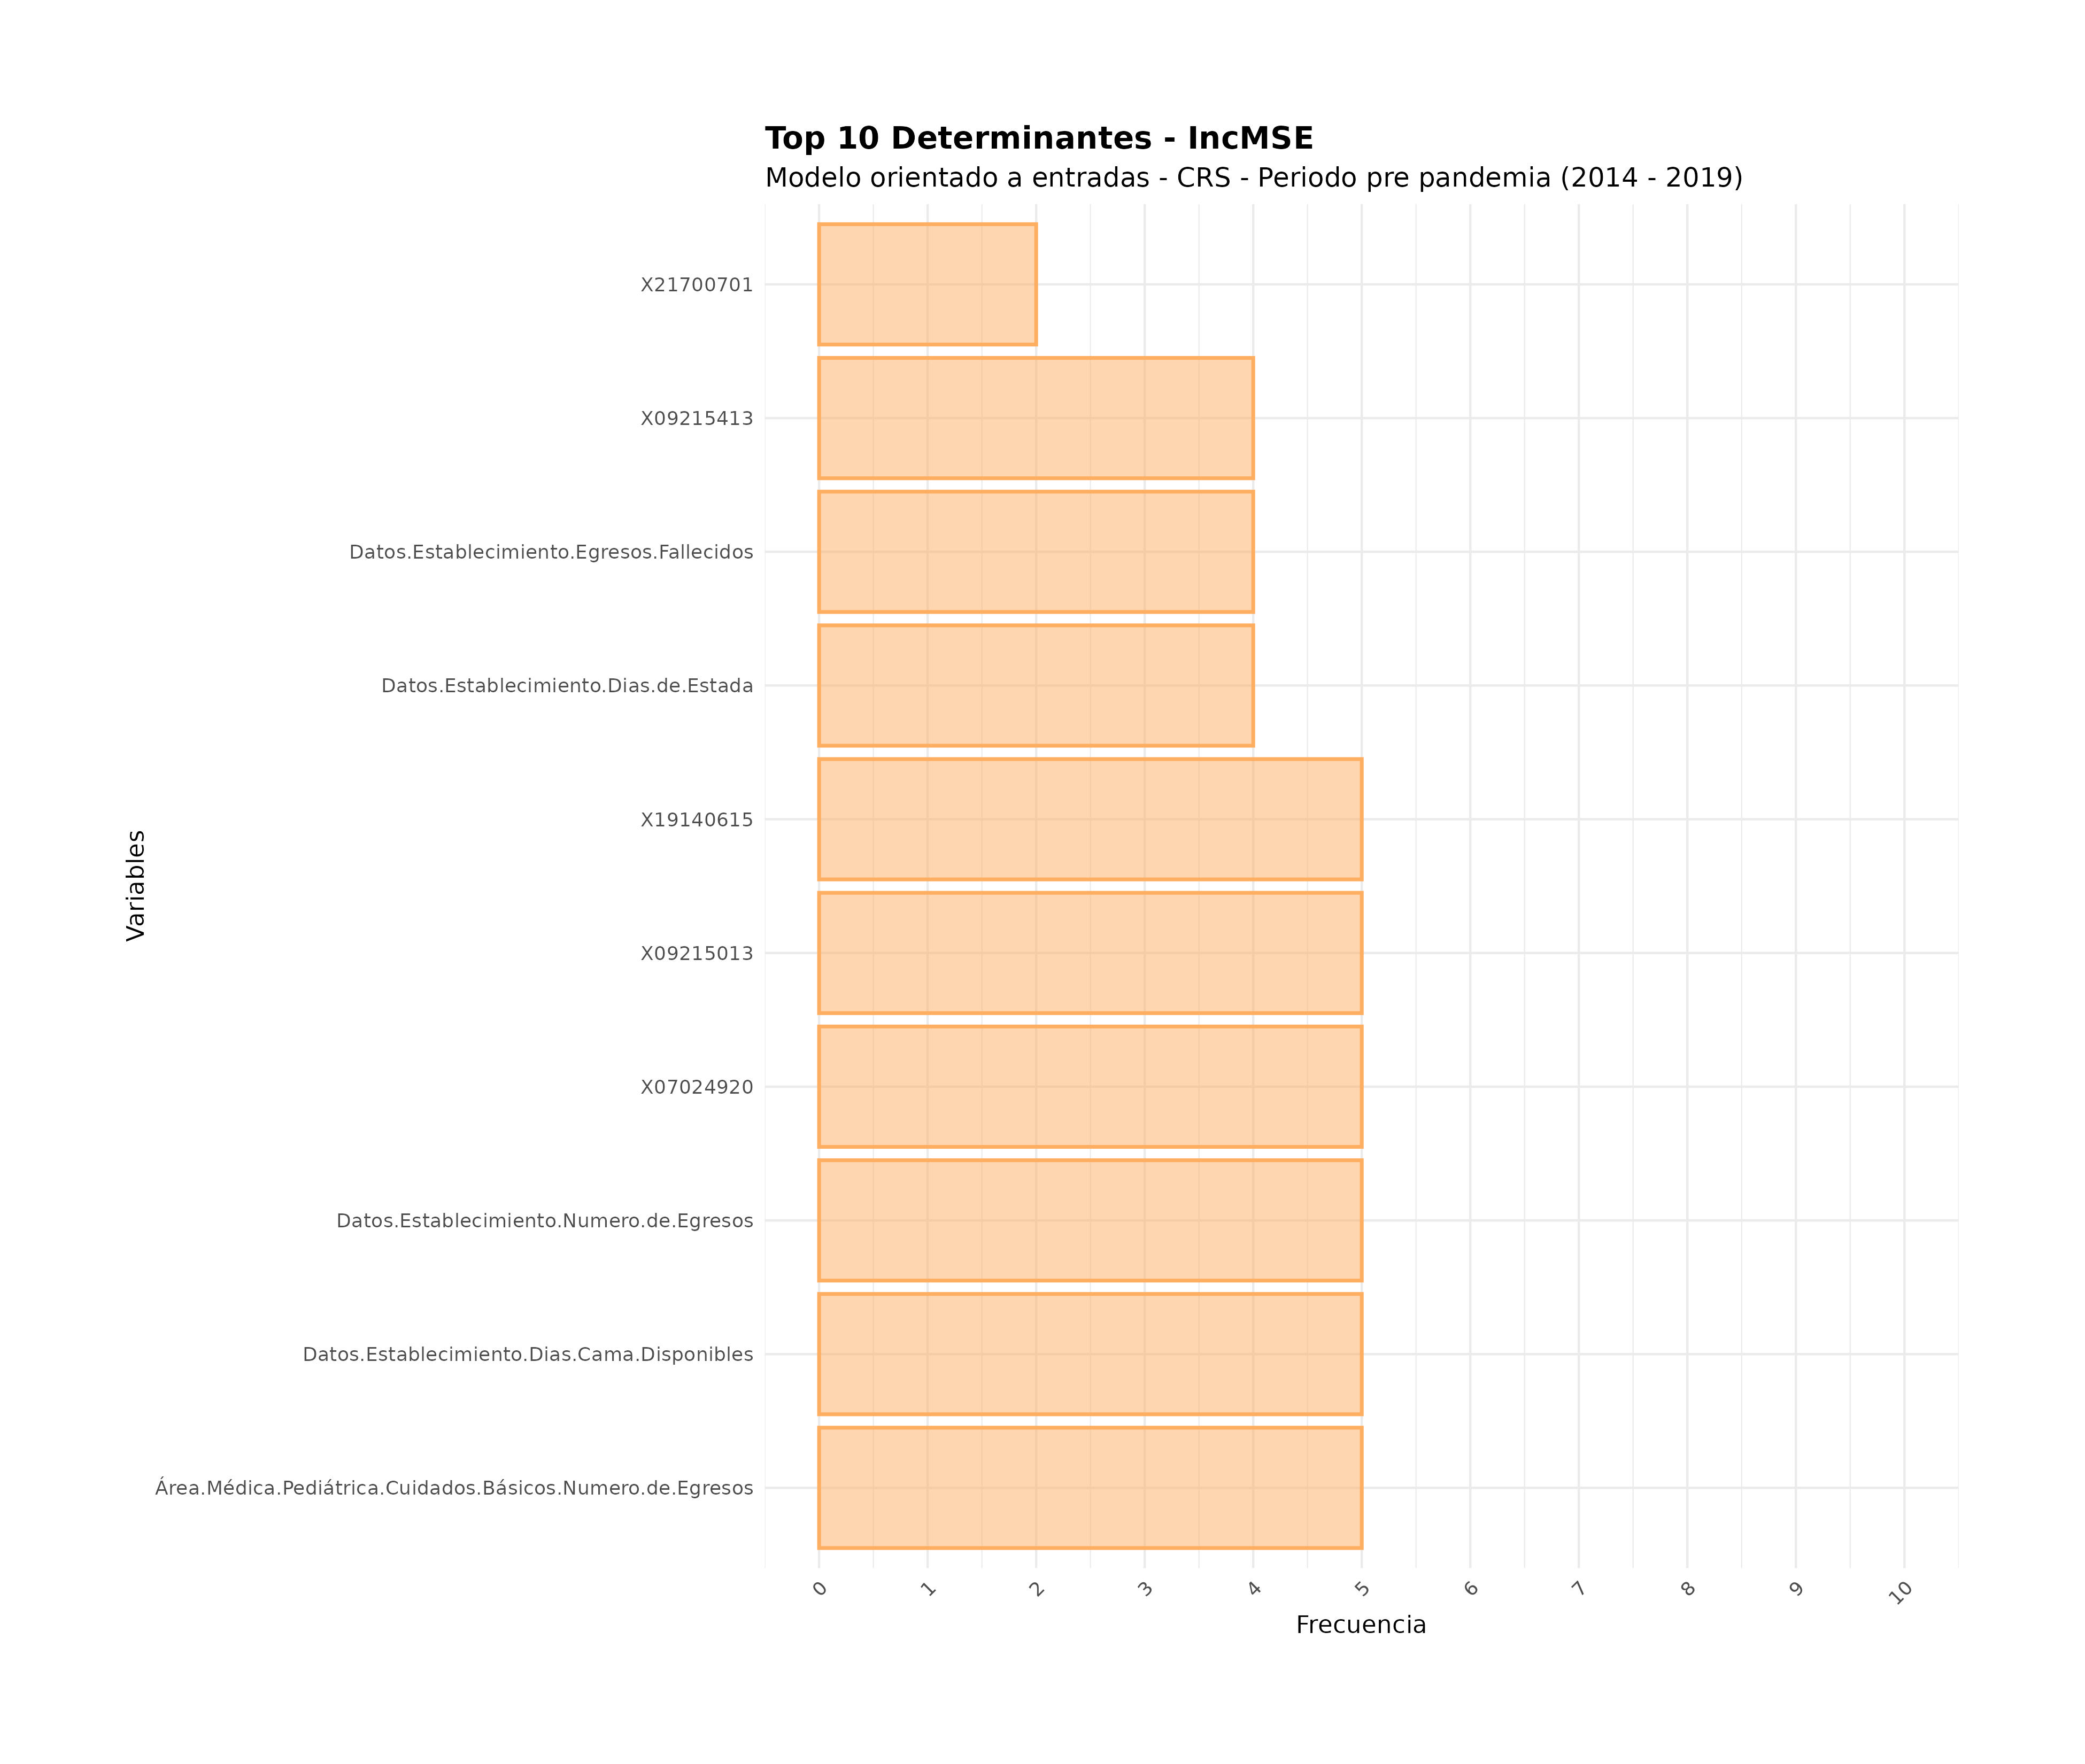 Top 10 Determinantes - IncMSE
Modelo orientado a entradas - CRS - Periodo pre pandemia (2014 - 2019)
Variables
X21700701
X09215413
Datos.Establecimiento.Egresos.Fallecidos
Datos.Establecimiento.Dias.de.Estada
X19140615
X09215013
X07024920
Datos.Establecimiento.Numero.de.Egresos
Datos.Establecimiento.Dias.Cama.Disponibles
Área.Médica.Pediátrica.Cuidados.Básicos.Numero.de.Egresos
0 1 2 3 4 5 6 7 8 9 10
Frecuencia